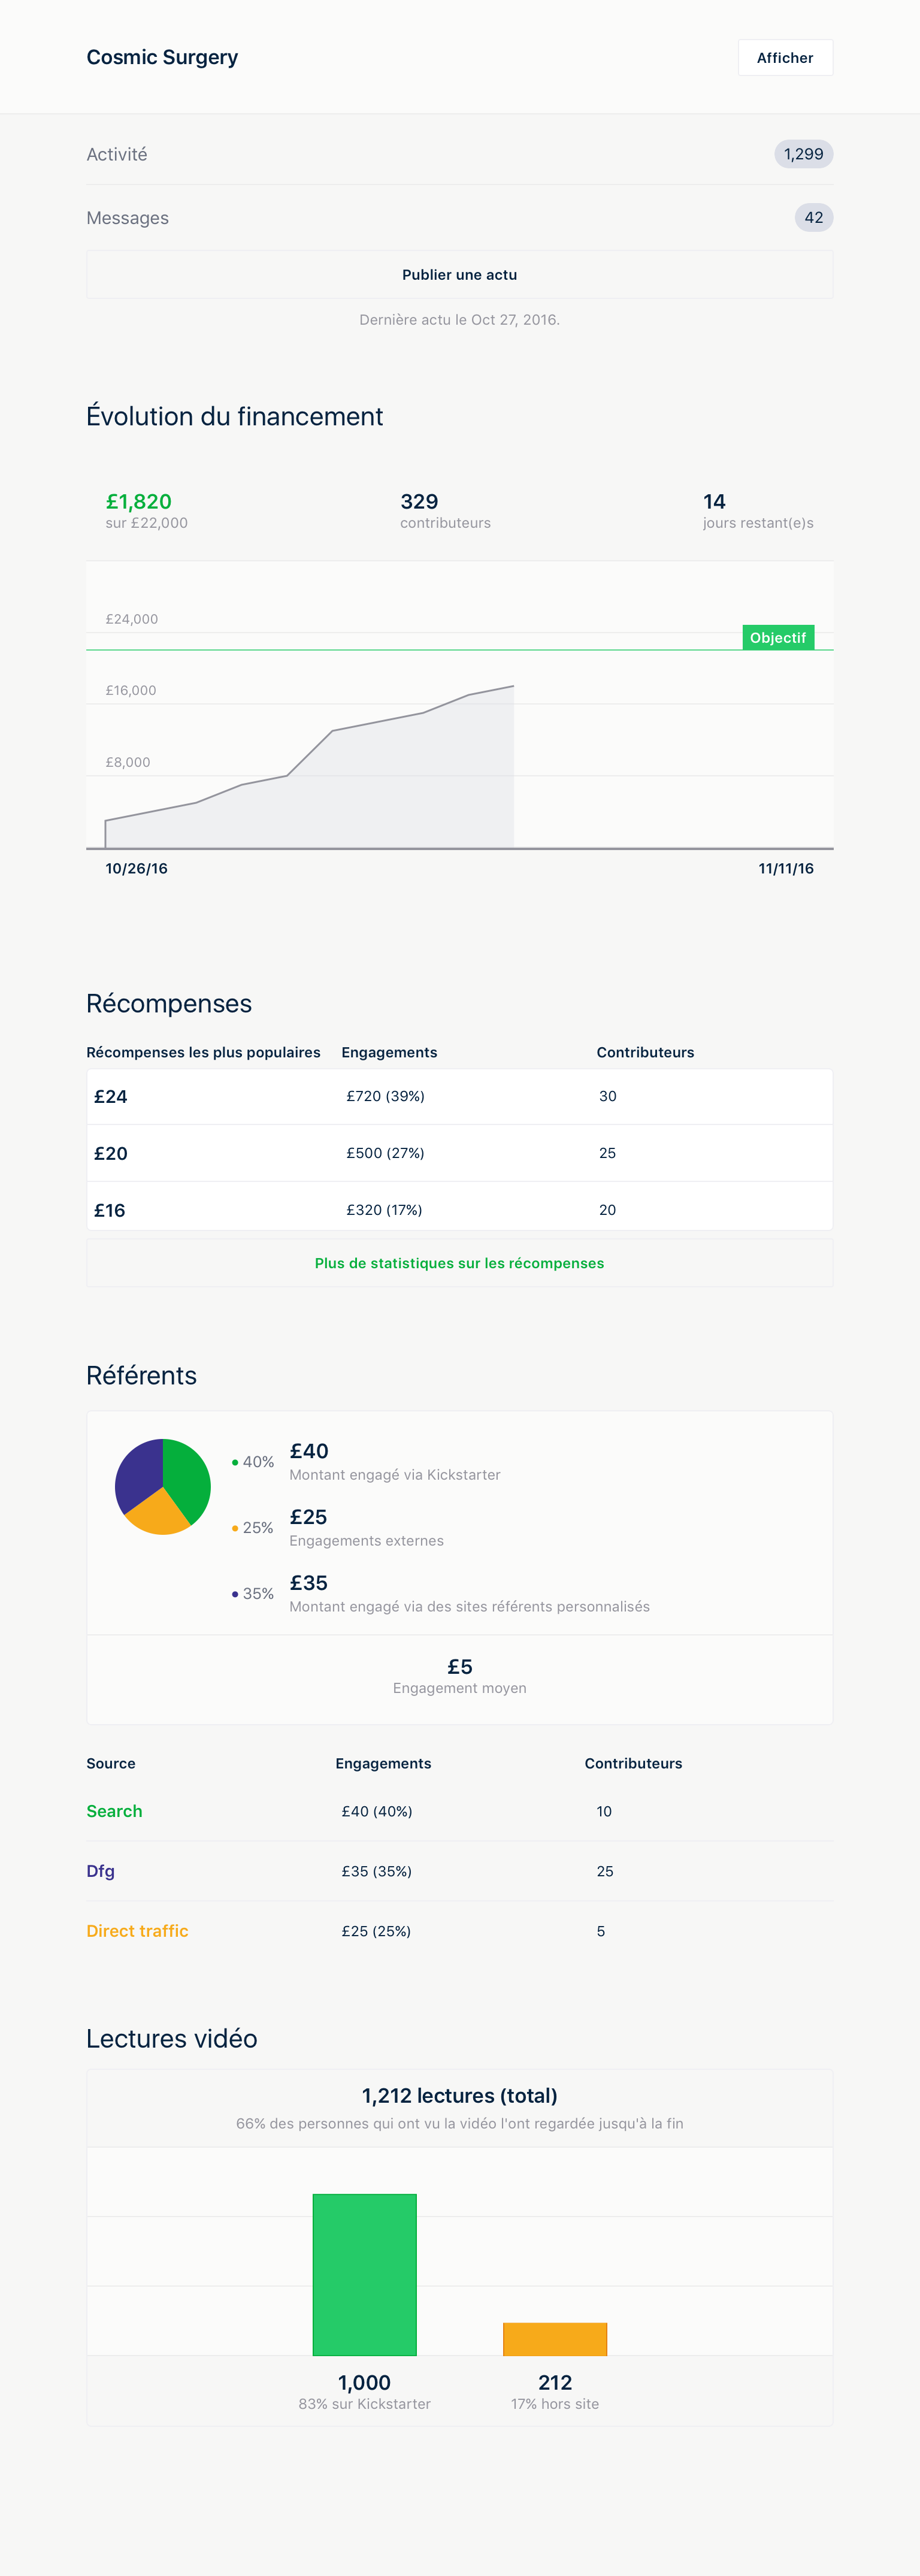 Cosmic Surgery
Afficher
Activité
1,299
Messages
42
Publier une actu
Dernière actu le Oct 27, 2016.
Évolution du financement
£1,820
sur £22,000
329
contributeurs
14
jours restant(e)s
£24,000
Objectif
£16,000
£8,000
10/26/16
11/11/16
Récompenses
Récompenses les plus populaires Engagements Contributeurs
£24 £720 (39%) 30
£20 £500 (27%) 25
£16 £320 (17%) 20
Plus de statistiques sur les récompenses
Référents
40%
£40
Montant engagé via Kickstarter
25%
£25
Engagements externes
35%
£35
Montant engagé via des sites référents personnalisés
£5
Engagement moyen
Source Engagements Contributeurs
Search £40 (40%) 10
Dfg £35 (35%) 25
Direct traffic £25 (25%) 5
Lectures vidéo
1,212 lectures (total)
66% des personnes qui ont vu la vidéo l'ont regardée jusqu'à la fin
1,000
83% sur Kickstarter
212
17% hors site